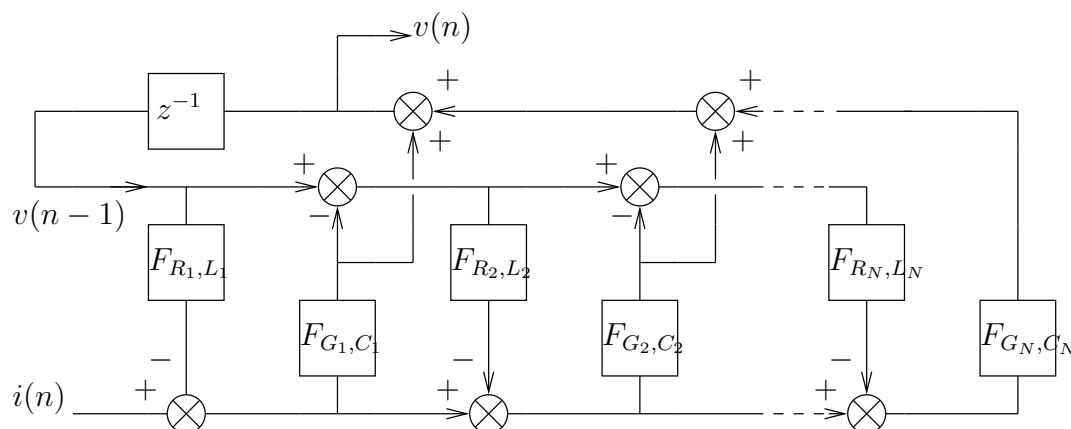 v(n)
+ +
z⁻¹
+ +
+ +
v(n − 1)
− −
F_{R_1,L_1} F_{R_2,L_2} F_{R_N,L_N}
F_{G_1,C_1} F_{G_2,C_2} F_{G_N,C_N}
− − −
i(n) + + +